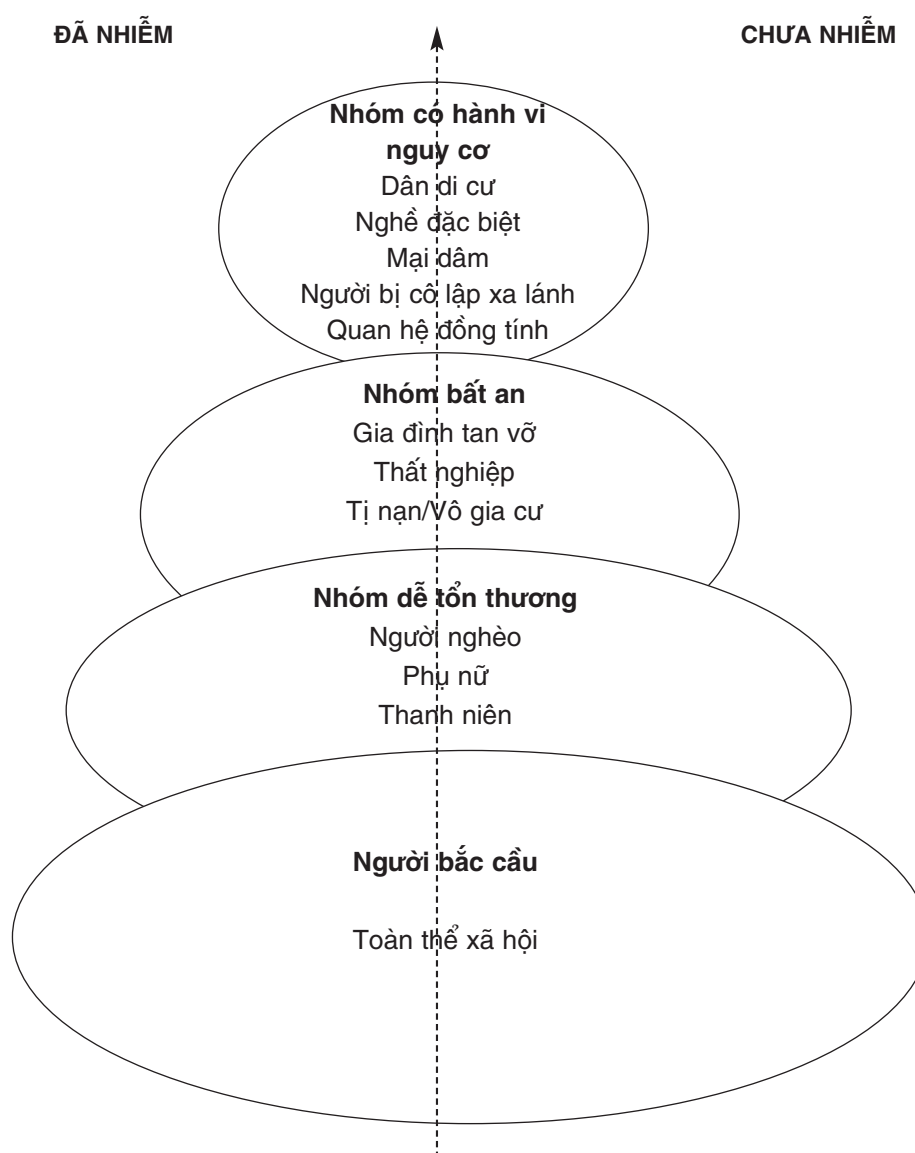 ĐÃ NHIỄM
CHƯA NHIỄM
Nhóm có hành vi
nguy cơ
Dân di cư
Nghề đặc biệt
Mại dâm
Người bị cô lập xa lánh
Quan hệ đồng tính
Nhóm bất an
Gia đình tan vỡ
Thất nghiệp
Tị nạn/Vô gia cư
Nhóm dễ tổn thương
Người nghèo
Phụ nữ
Thanh niên
Người bắc cầu
Toàn thể xã hội